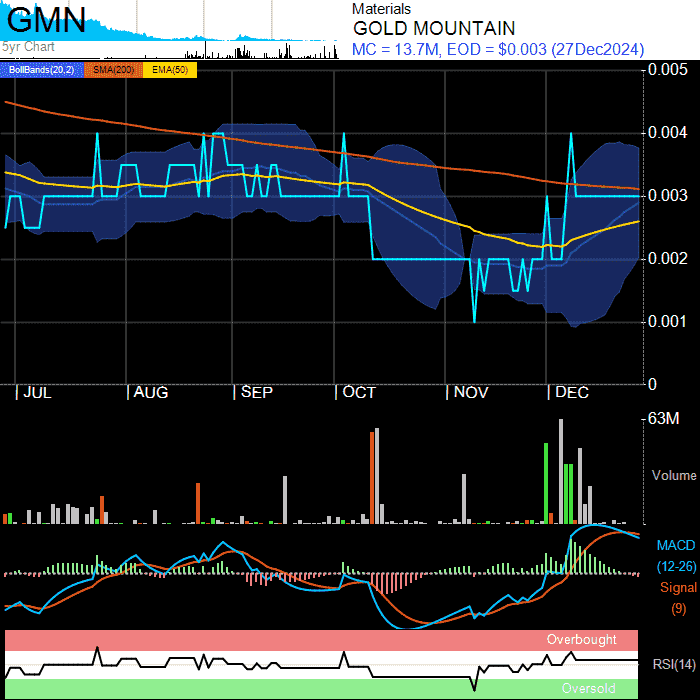 GMN
5yr Chart
Materials
GOLD MOUNTAIN
MC = 13.7M, EOD = $0.003 (27Dec2024)
BollBands(20,2) SMA(200) EMA(50)
0.005
0.004
0.003
0.002
0.001
0
JUL AUG SEP OCT NOV DEC
63M
Volume
MACD
(12-26)
Signal
(9)
Overbought
RSI(14)
Oversold